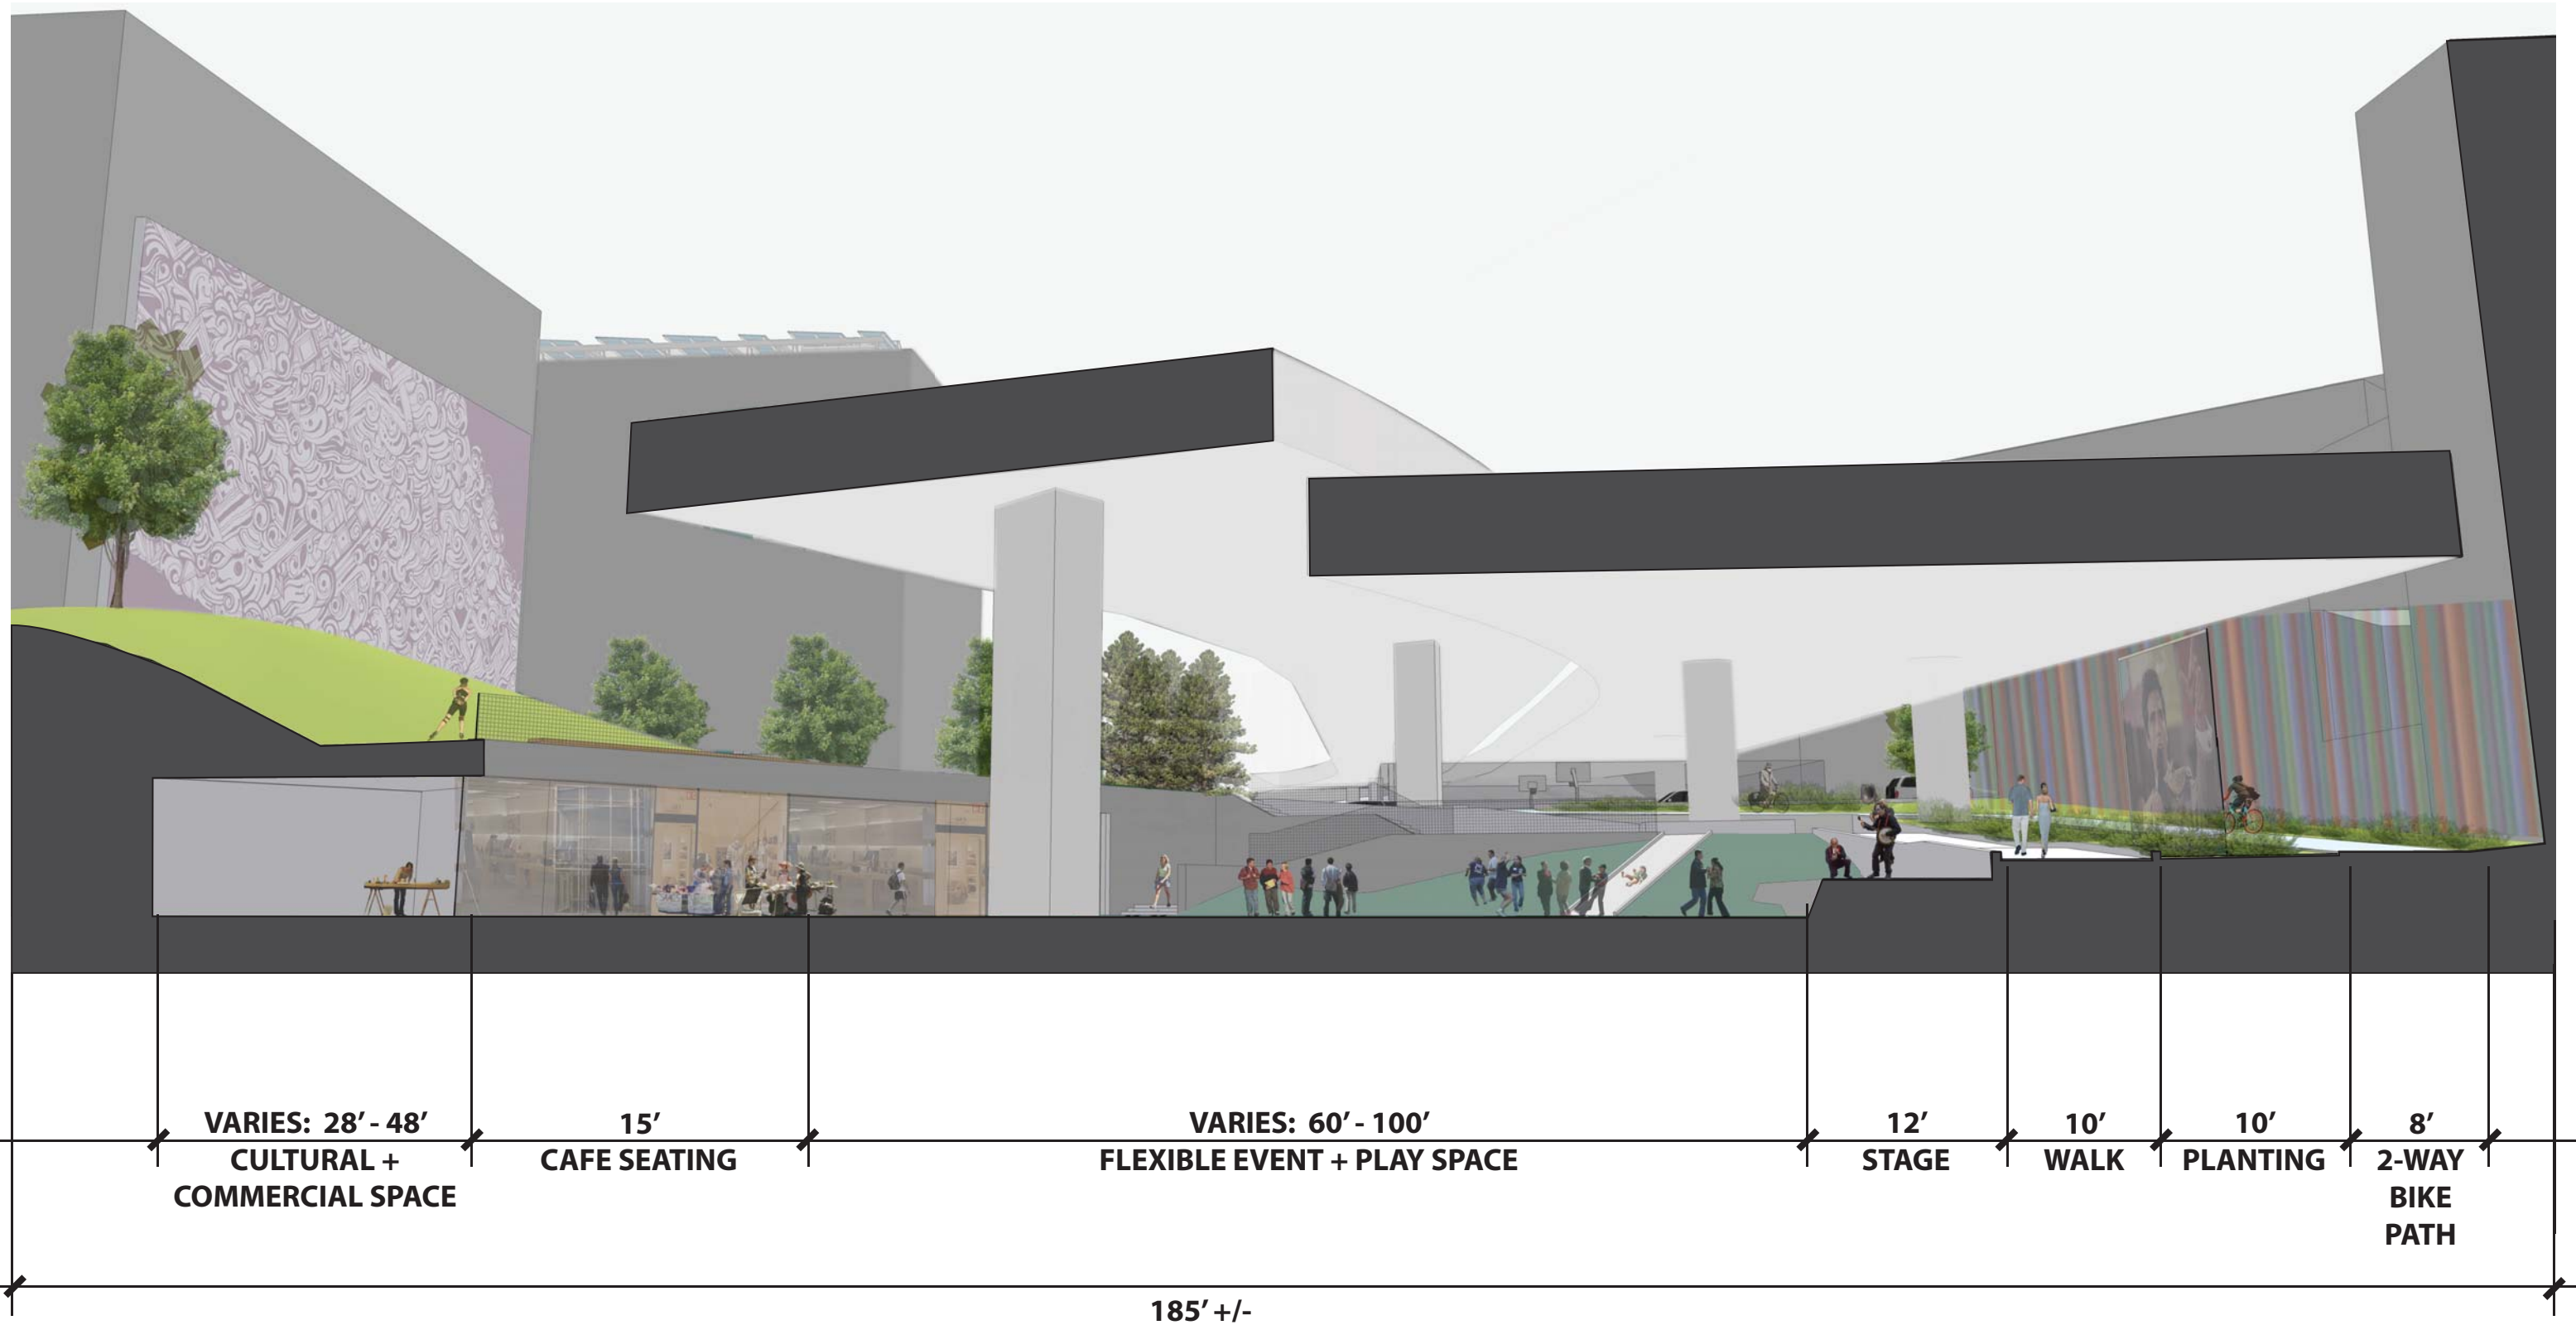 VARIES: 28’ - 48’
CULTURAL +
COMMERCIAL SPACE
15’
CAFE SEATING
VARIES: 60’ - 100’
FLEXIBLE EVENT + PLAY SPACE
12’
STAGE
10’
WALK
10’
PLANTING
8’
2-WAY
BIKE
PATH
185’ +/-